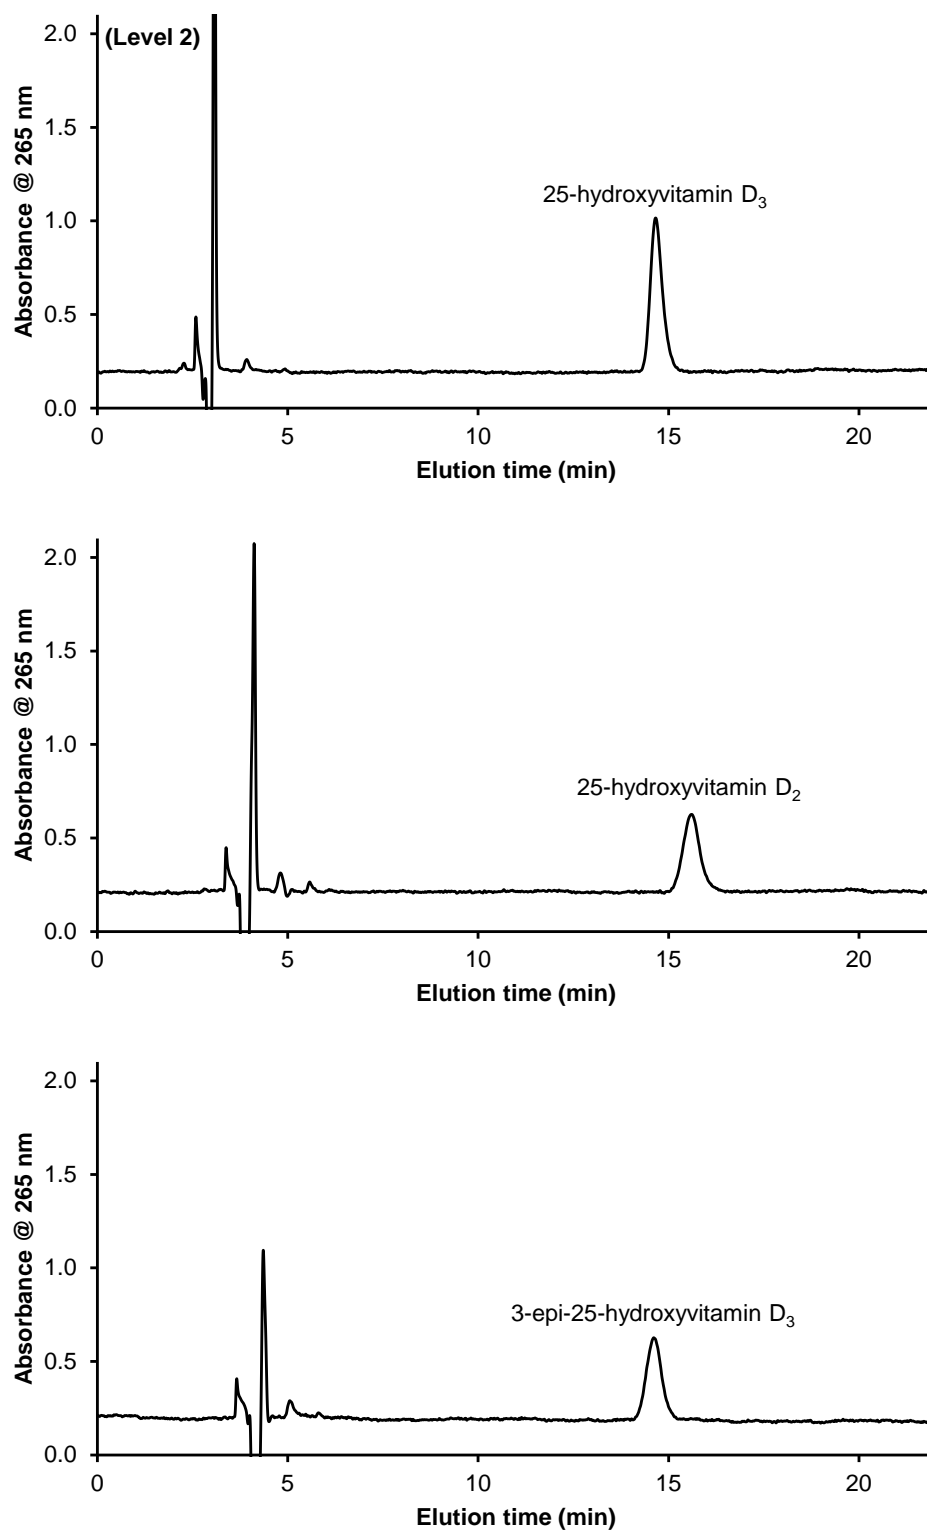 (Level 2)
Absorbance @ 265 nm
2.0
1.5
1.0
0.5
0.0
25-hydroxyvitamin D₃
0 5 10 15 20
Elution time (min)
Absorbance @ 265 nm
2.0
1.5
1.0
0.5
0.0
25-hydroxyvitamin D₂
0 5 10 15 20
Elution time (min)
Absorbance @ 265 nm
2.0
1.5
1.0
0.5
0.0
3-epi-25-hydroxyvitamin D₃
0 5 10 15 20
Elution time (min)